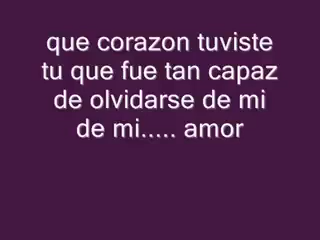 que corazon tuviste
tu que fue tan capaz
de olvidarse de mi
de mi..... amor